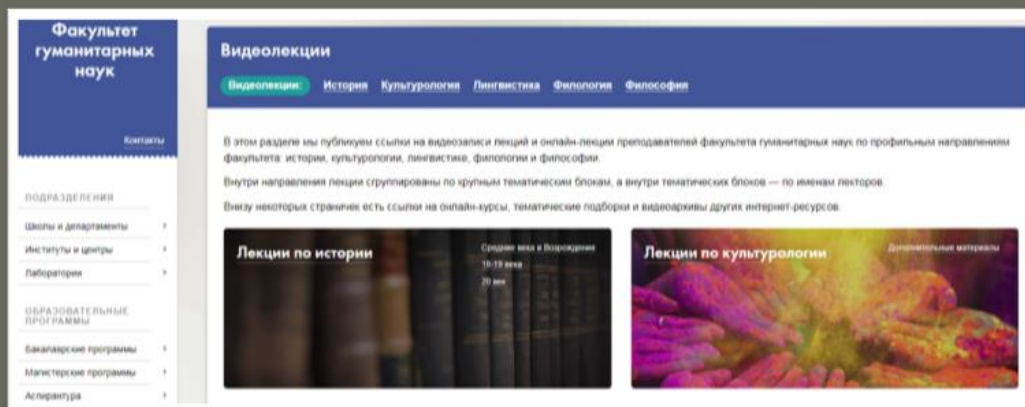 Факультет
гуманитарных
наук
Контакты
ПОДРАЗДЕЛЕНИЯ
Школы и департаменты
Институты и центры
Лаборатории
ОБРАЗОВАТЕЛЬНЫЕ
ПРОГРАММЫ
Бакалаврские программы
Магистерские программы
Аспирантура
Видеолекции
Видеолекции: История Культурология Лингвистика Филология Философия
В этом разделе мы публикуем ссылки на видеозаписи лекций и онлайн-лекции преподавателей факультета гуманитарных наук по профильным направлениям
факультета: истории, культурологии, лингвистике, филологии и философии.
Внутри направления лекции сгруппированы по крупным тематическим блокам, а внутри тематических блоков — по именам лекторов.
Внизу некоторых страничек есть ссылки на онлайн-курсы, тематические подборки и видеоархивы других интернет-ресурсов.
Лекции по истории
Средние века и Возрождение
16-19 века
20 век
Лекции по культурологии
Дополнительные материалы